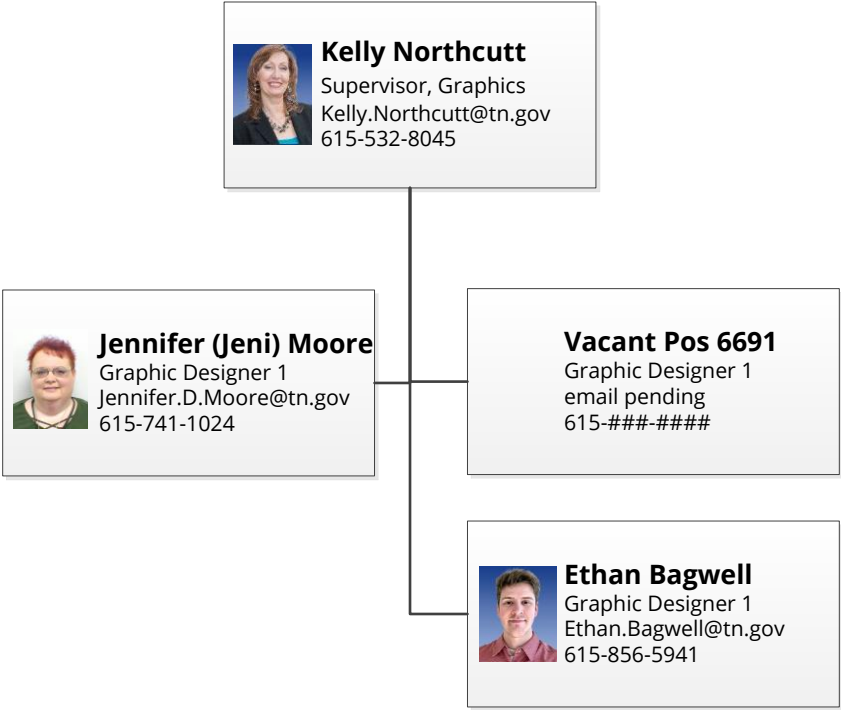 Kelly Northcutt
Supervisor, Graphics
Kelly.Northcutt@tn.gov
615-532-8045
Jennifer (Jeni) Moore
Graphic Designer 1
Jennifer.D.Moore@tn.gov
615-741-1024
Vacant Pos 6691
Graphic Designer 1
email pending
615-###-####
Ethan Bagwell
Graphic Designer 1
Ethan.Bagwell@tn.gov
615-856-5941